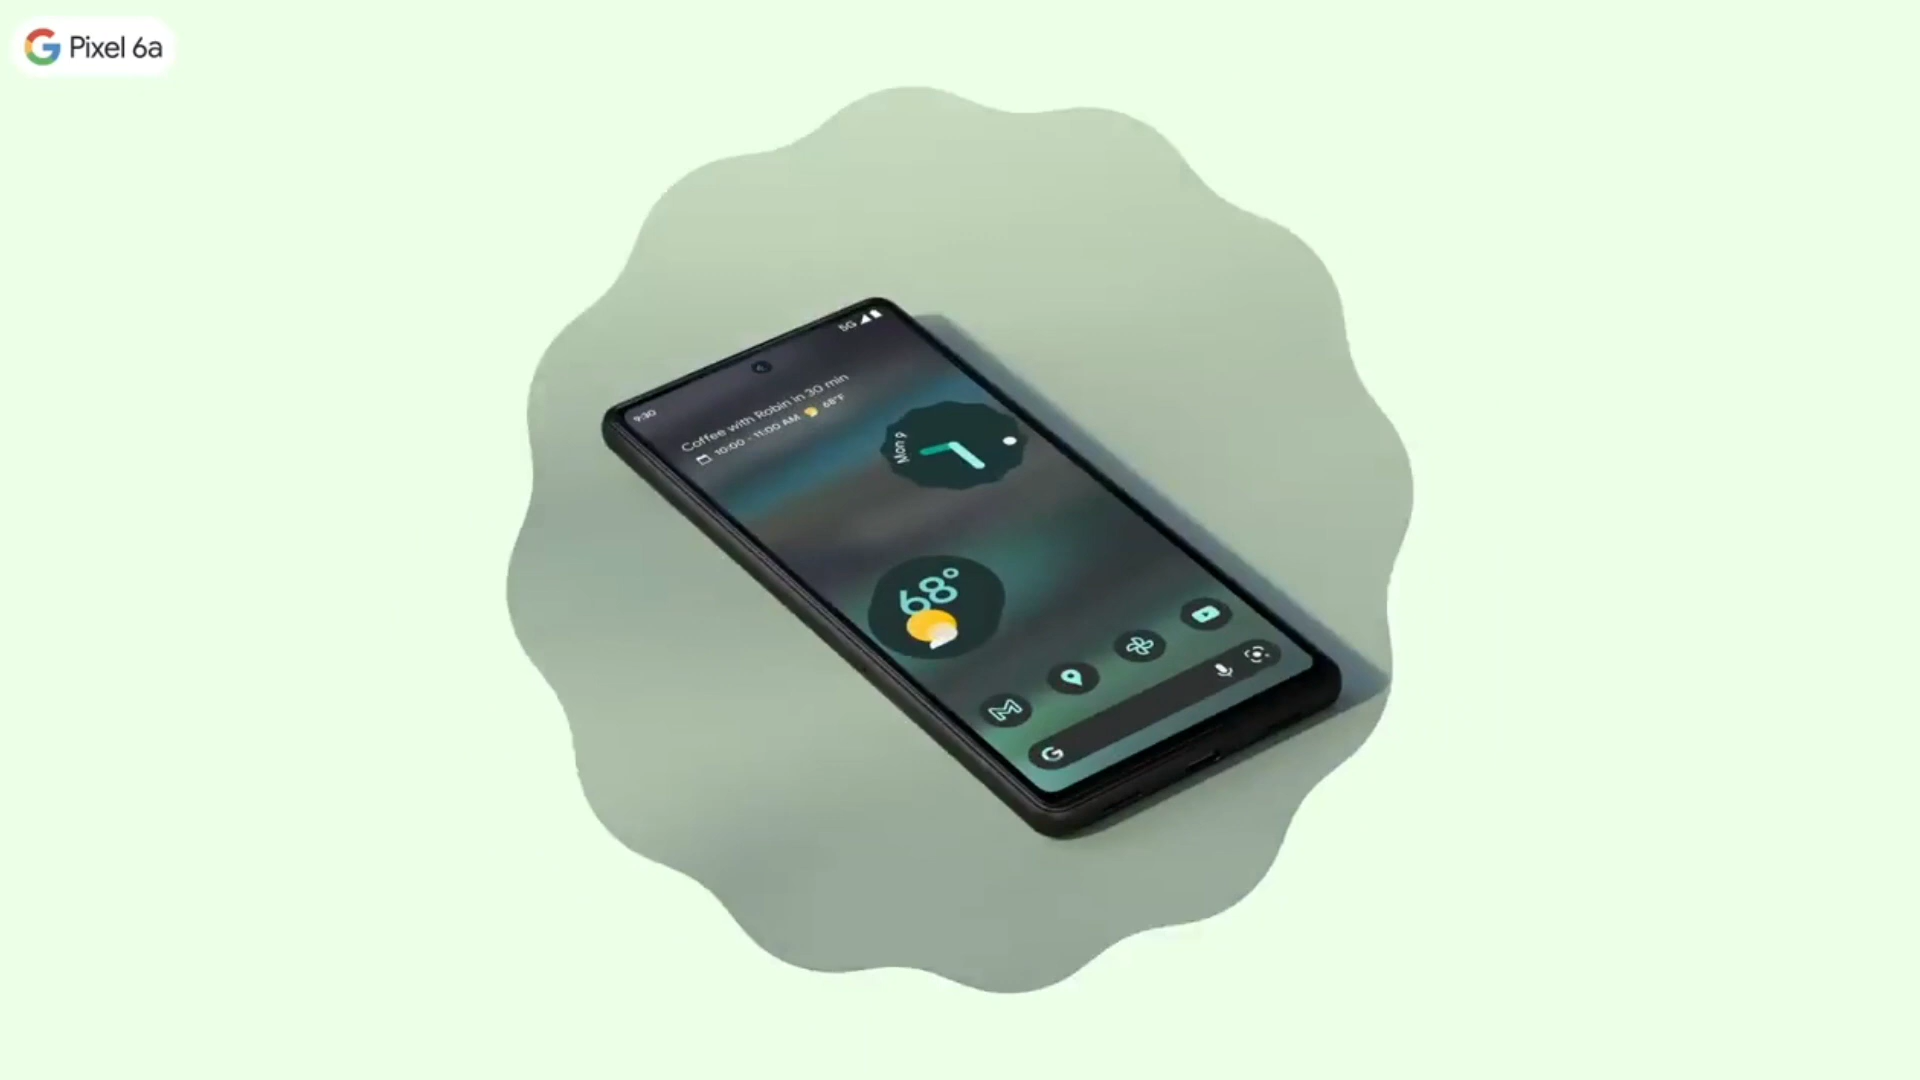 Pixel 6a
5G
9:30
Coffee with Robin in 30 min
10:00 - 11:00 AM 68°F
Mon 9
68°